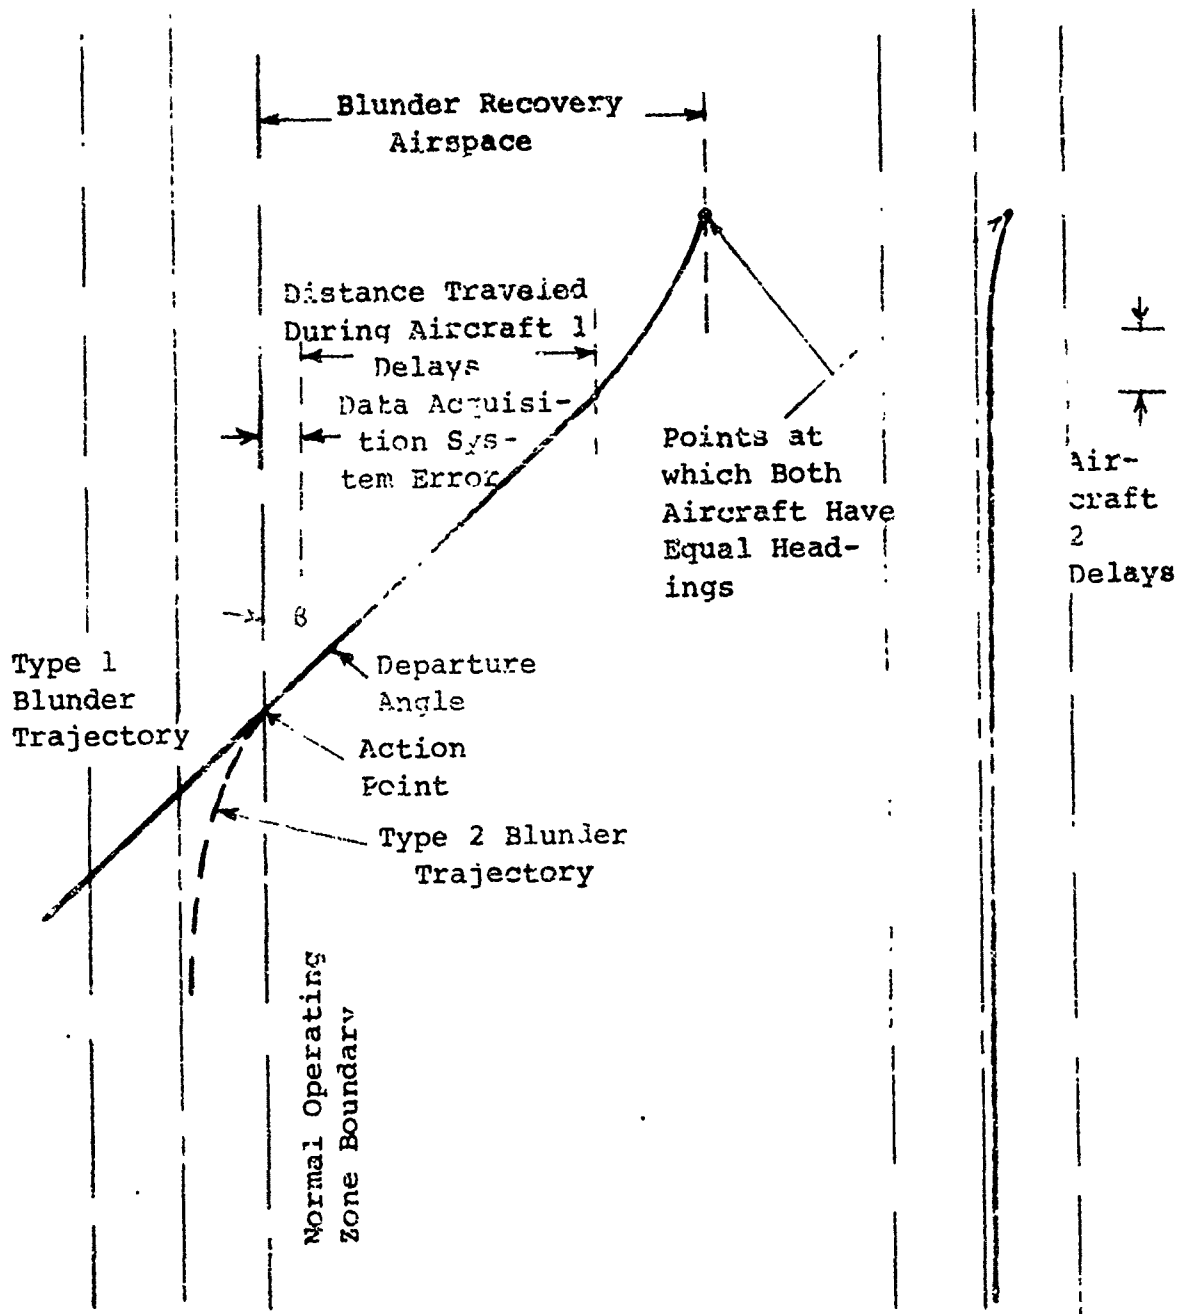 Blunder Recovery
Airspace
Distance Traveled
During Aircraft 1
Delays
Data Acquisi-
tion Sys-
tem Error
Points at
which Both
Aircraft Have
Equal Head-
ings
Air-
craft
2
Delays
β
Type 1
Blunder
Trajectory
Departure
Angle
Action
Point
Type 2 Blunder
Trajectory
Normal Operating
Zone Boundary